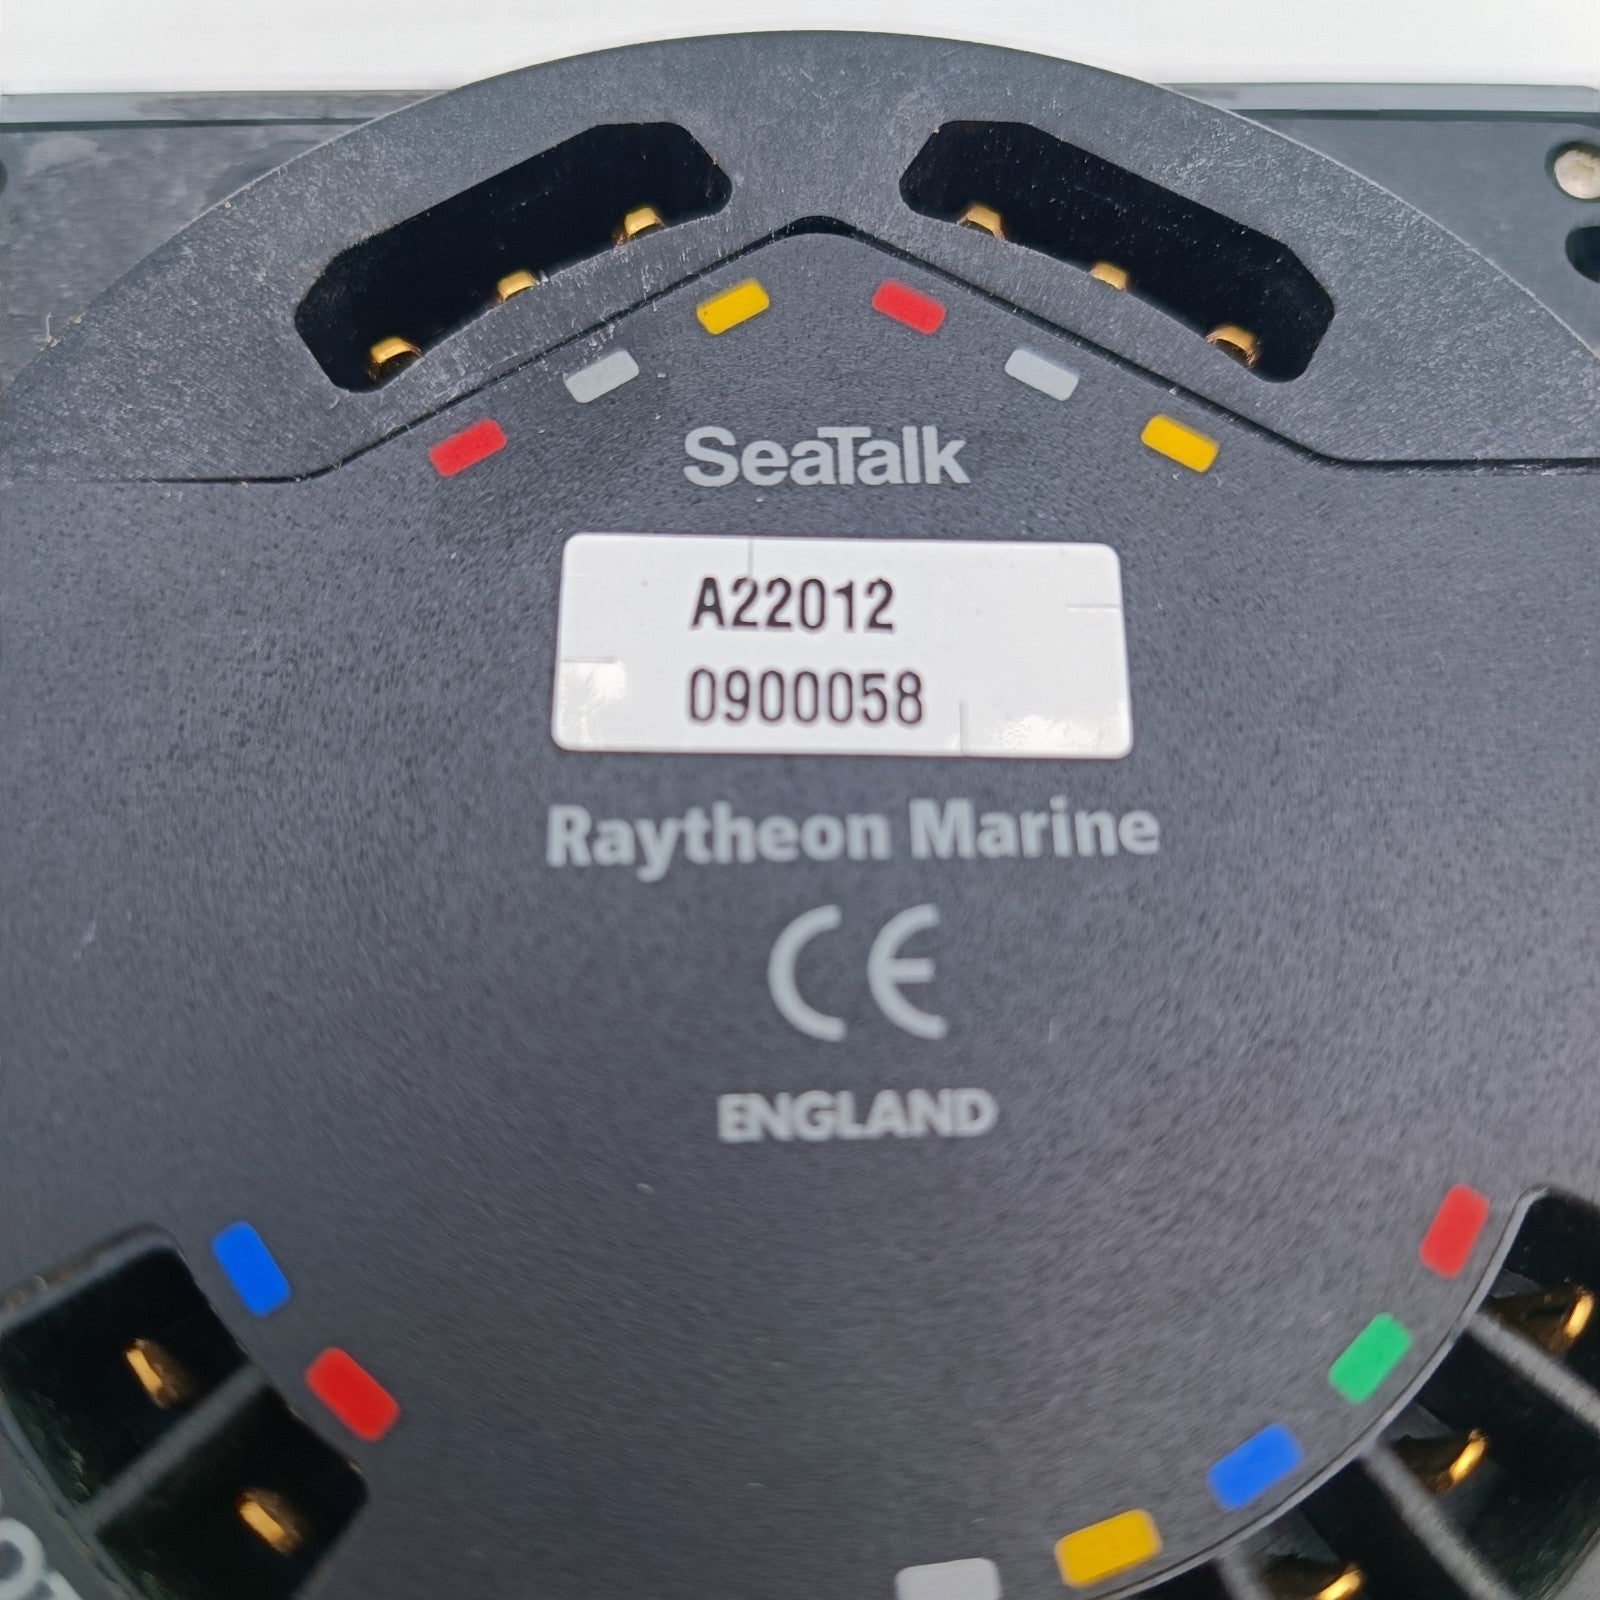 SeaTalk
A22012
0900058
Raytheon Marine
CE
ENGLAND